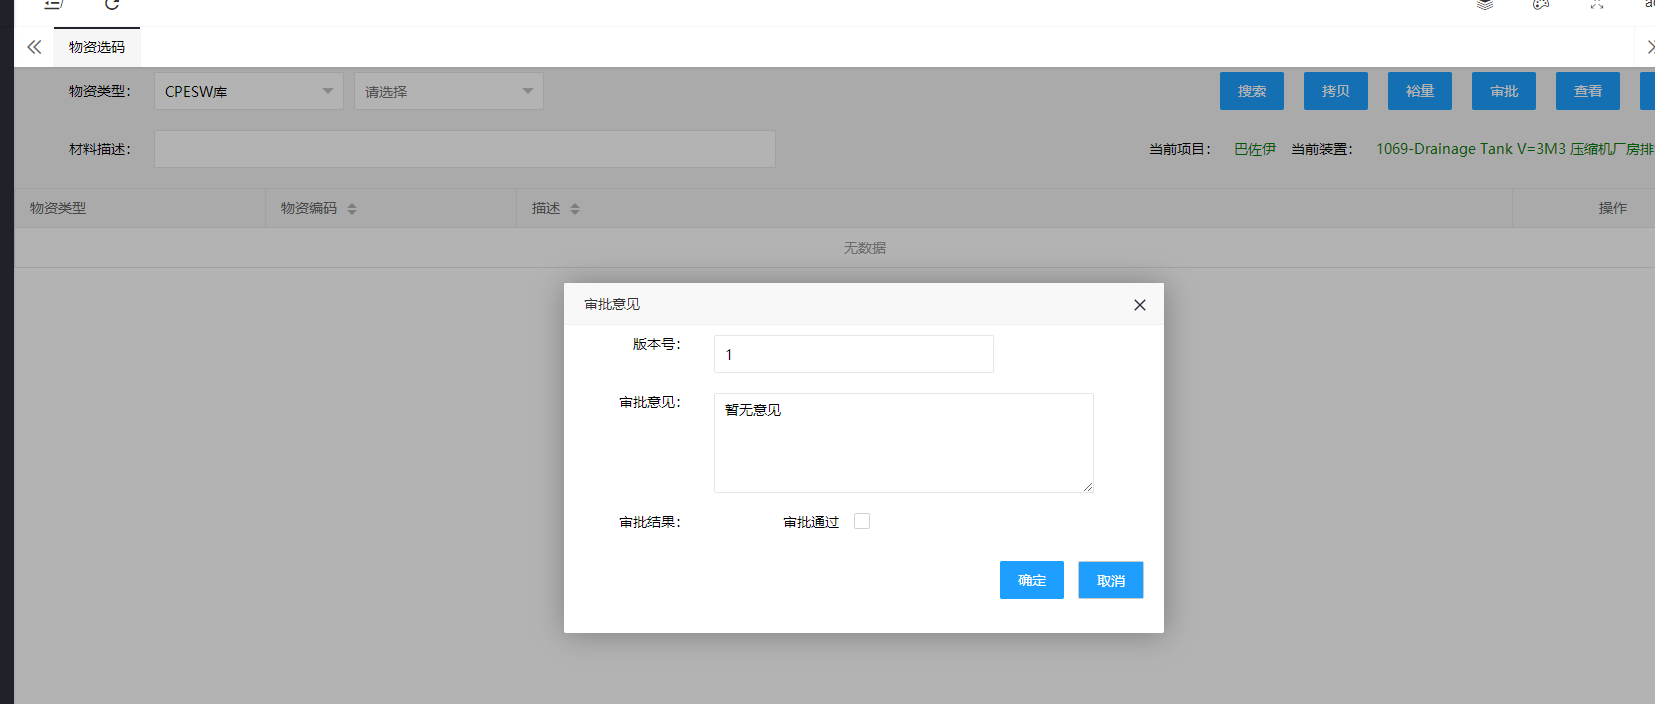 物资选码
物资类型： CPESW库 请选择 搜索 拷贝 裕量 审批 查看
材料描述： 当前项目： 巴佐伊 当前装置： 1069-Drainage Tank V=3M3 压缩机厂房排
物资类型 物资编码 描述 操作
无数据
审批意见
版本号： 1
审批意见： 暂无意见
审批结果： 审批通过
确定 取消